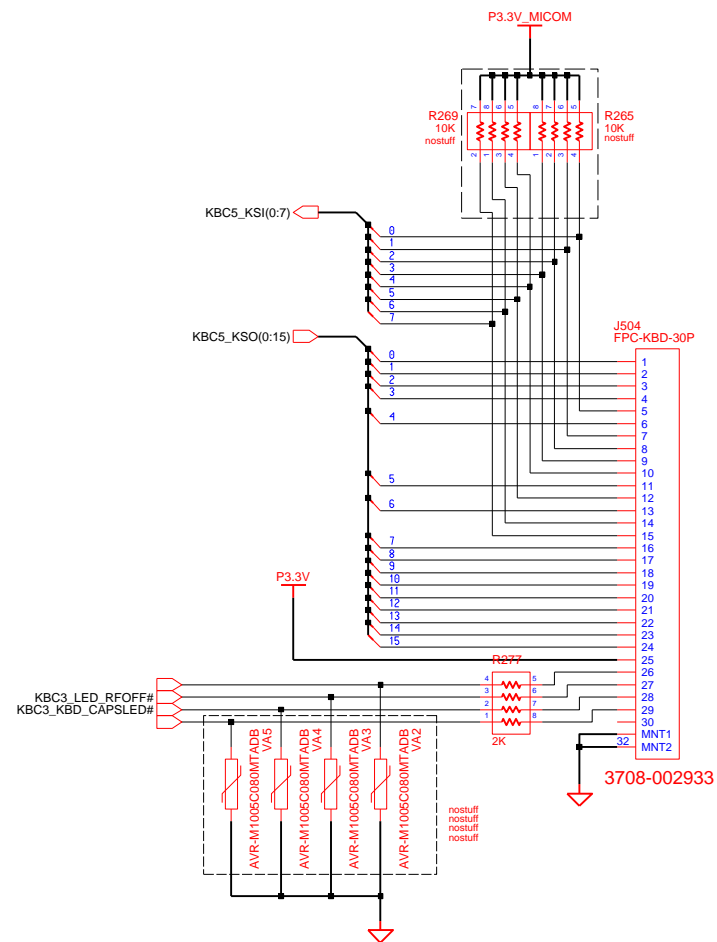 P3.3V_MICOM
7 8 6 5 8 7 6 5
R269
10K
nostuff
R265
10K
nostuff
2 1 3 4 1 2 3 4
KBC5_KSI(0:7)
0
1
2
3
4
5
6
7
KBC5_KSO(0:15)
J504
FPC-KBD-30P
0
1
2
3
4
5
6
7
8
9
10
11
12
13
14
15
1
2
3
4
5
6
7
8
9
10
11
12
13
14
15
16
17
18
19
20
21
22
23
24
25
26
27
28
29
30
MNT1
32
MNT2
3708-002933
P3.3V
R277
4 5
3 6
2 7
1 8
2K
KBC3_LED_RFOFF#
KBC3_KBD_CAPSLED#
VA5
AVR-M1005C080MTADB
VA4
AVR-M1005C080MTADB
VA3
AVR-M1005C080MTADB
VA2
AVR-M1005C080MTADB
nostuff
nostuff
nostuff
nostuff